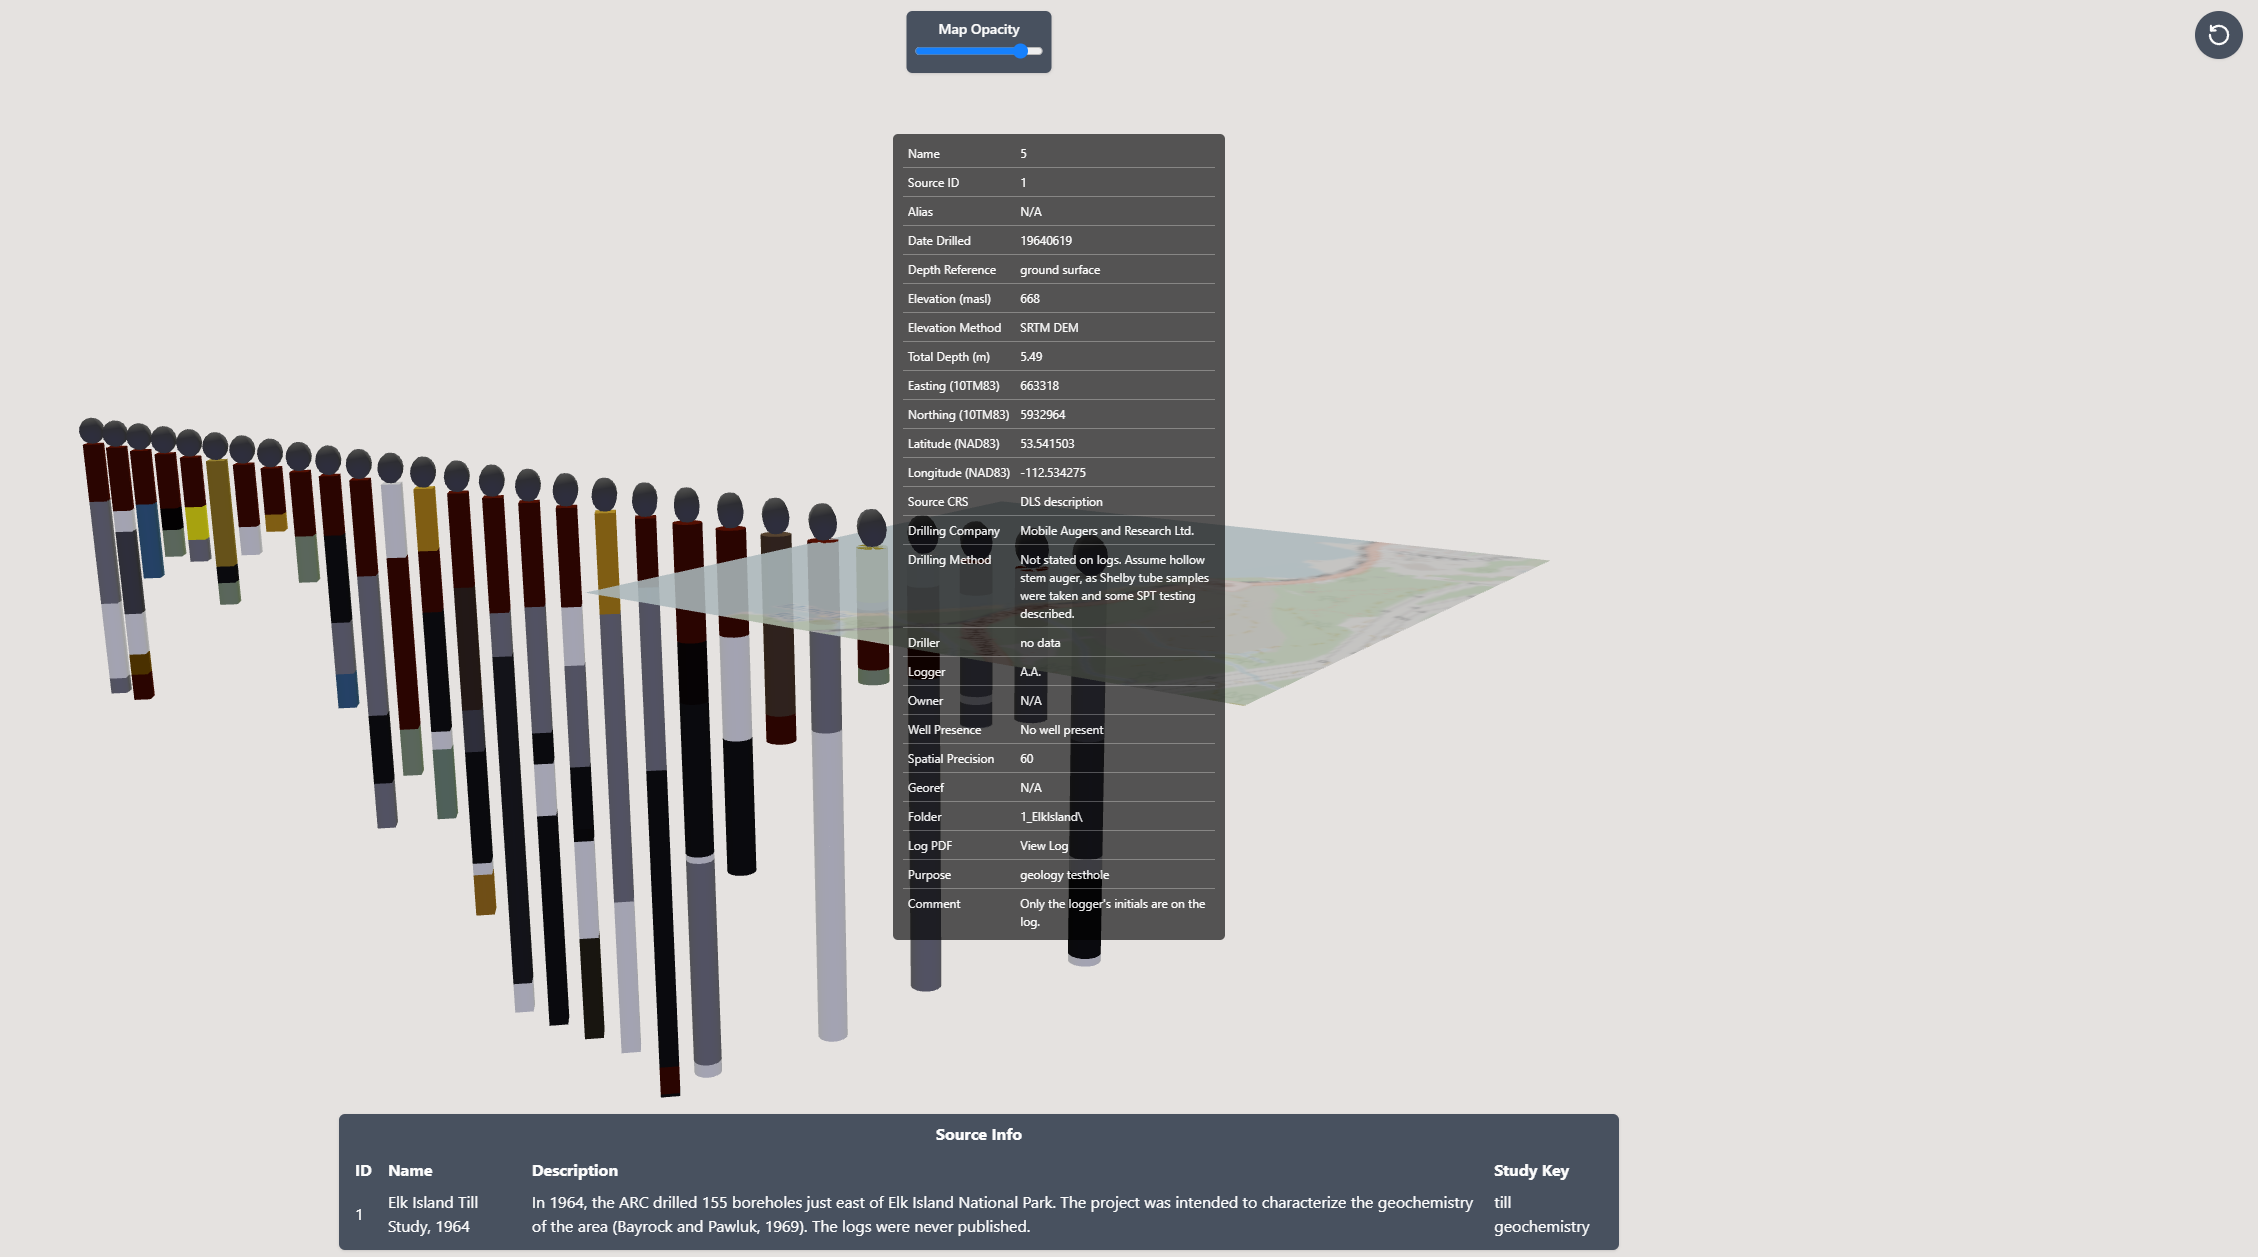 Map Opacity
Name 5
Source ID 1
Alias N/A
Date Drilled 19640619
Depth Reference ground surface
Elevation (masl) 668
Elevation Method SRTM DEM
Total Depth (m) 5.49
Easting (10TM83) 663318
Northing (10TM83) 5932964
Latitude (NAD83) 53.541503
Longitude (NAD83) -112.534275
Source CRS DLS description
Drilling Company Mobile Augers and Research Ltd.
Drilling Method Not stated on logs. Assume hollow
stem auger, as Shelby tube samples
were taken and some SPT testing
described.
Driller no data
Logger A.A.
Owner N/A
Well Presence No well present
Spatial Precision 60
Georef N/A
Folder 1_ElkIsland\
Log PDF View Log
Purpose geology testhole
Comment Only the logger's initials are on the
log.
Source Info
ID Name Description Study Key
1 Elk Island Till In 1964, the ARC drilled 155 boreholes just east of Elk Island National Park. The project was intended to characterize the geochemistry till
Study, 1964 of the area (Bayrock and Pawluk, 1969). The logs were never published. geochemistry